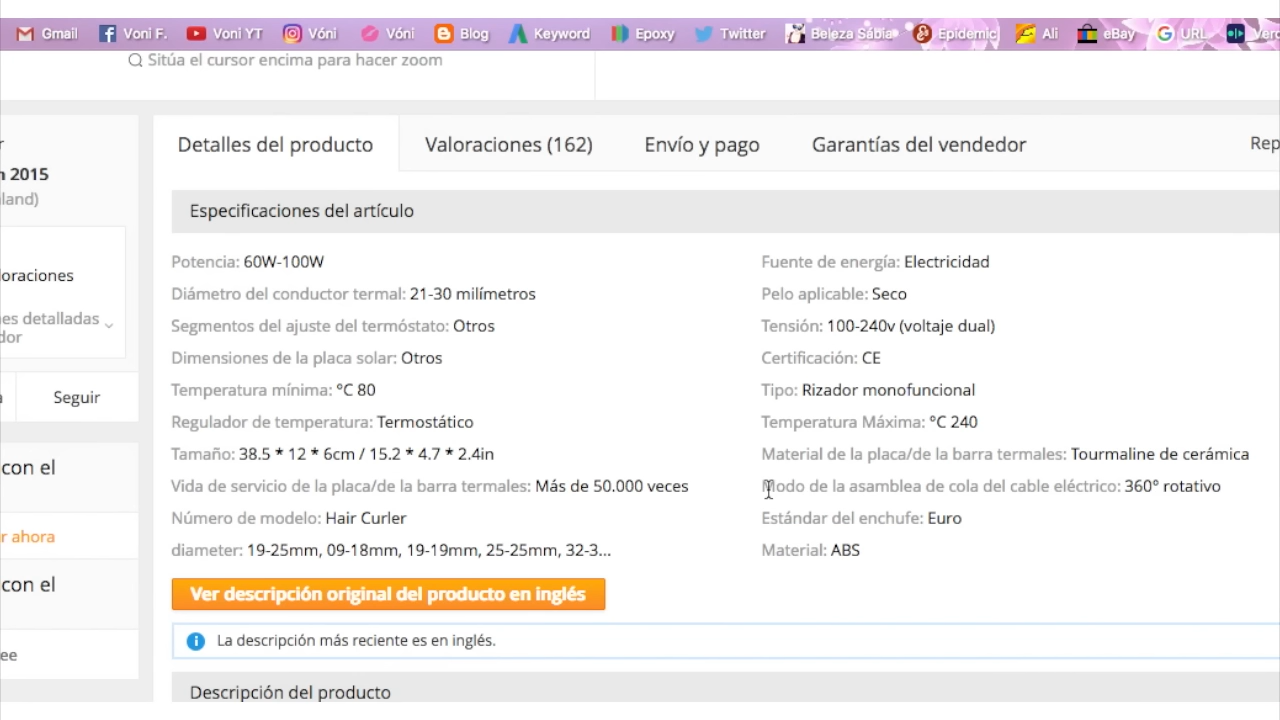 Gmail Voni F. Voni YT Vóni Vóni Blog Keyword Epoxy Twitter Beleza Sábia Epidemic Ali eBay URL Verd
Sitúa el cursor encima para hacer zoom
Detalles del producto Valoraciones (162) Envío y pago Garantías del vendedor Rep
r
n 2015
land)
oraciones
es detalladas
dor
a Seguir
con el
r ahora
con el
ee
Especificaciones del artículo
Potencia: 60W-100W Fuente de energía: Electricidad
Diámetro del conductor termal: 21-30 milímetros Pelo aplicable: Seco
Segmentos del ajuste del termóstato: Otros Tensión: 100-240v (voltaje dual)
Dimensiones de la placa solar: Otros Certificación: CE
Temperatura mínima: °C 80 Tipo: Rizador monofuncional
Regulador de temperatura: Termostático Temperatura Máxima: °C 240
Tamaño: 38.5 * 12 * 6cm / 15.2 * 4.7 * 2.4in Material de la placa/de la barra termales: Tourmaline de cerámica
Vida de servicio de la placa/de la barra termales: Más de 50.000 veces Modo de la asamblea de cola del cable eléctrico: 360° rotativo
Número de modelo: Hair Curler Estándar del enchufe: Euro
diameter: 19-25mm, 09-18mm, 19-19mm, 25-25mm, 32-3... Material: ABS
Ver descripción original del producto en inglés
La descripción más reciente es en inglés.
Descripción del producto